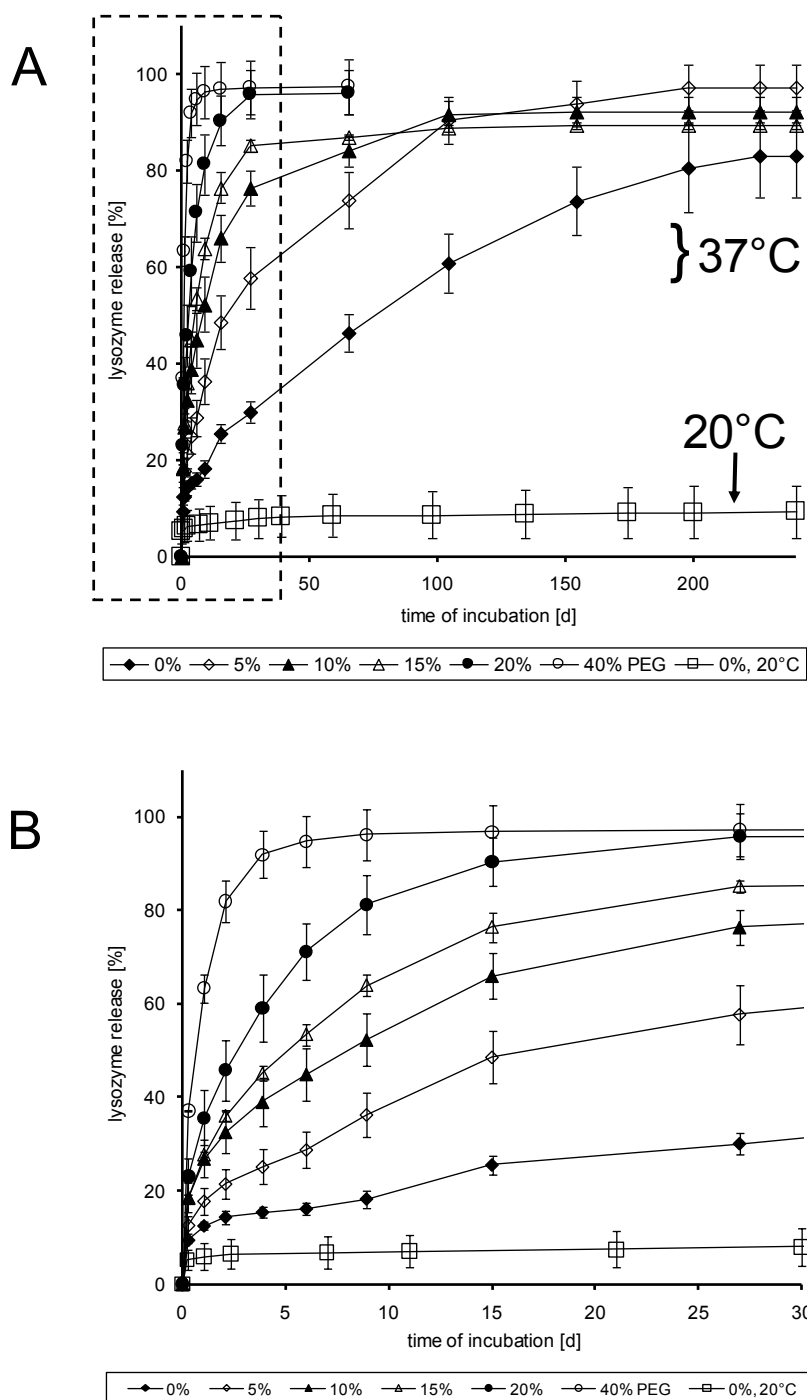 A
lysozyme release [%]
100
80
60
40
20
0
} 37°C
20°C
0 50 100 150 200
time of incubation [d]
0% 5% 10% 15% 20% 40% PEG 0%, 20°C
B
lysozyme release [%]
100
80
60
40
20
0
0 5 10 15 20 25 30
time of incubation [d]
0% 5% 10% 15% 20% 40% PEG 0%, 20°C